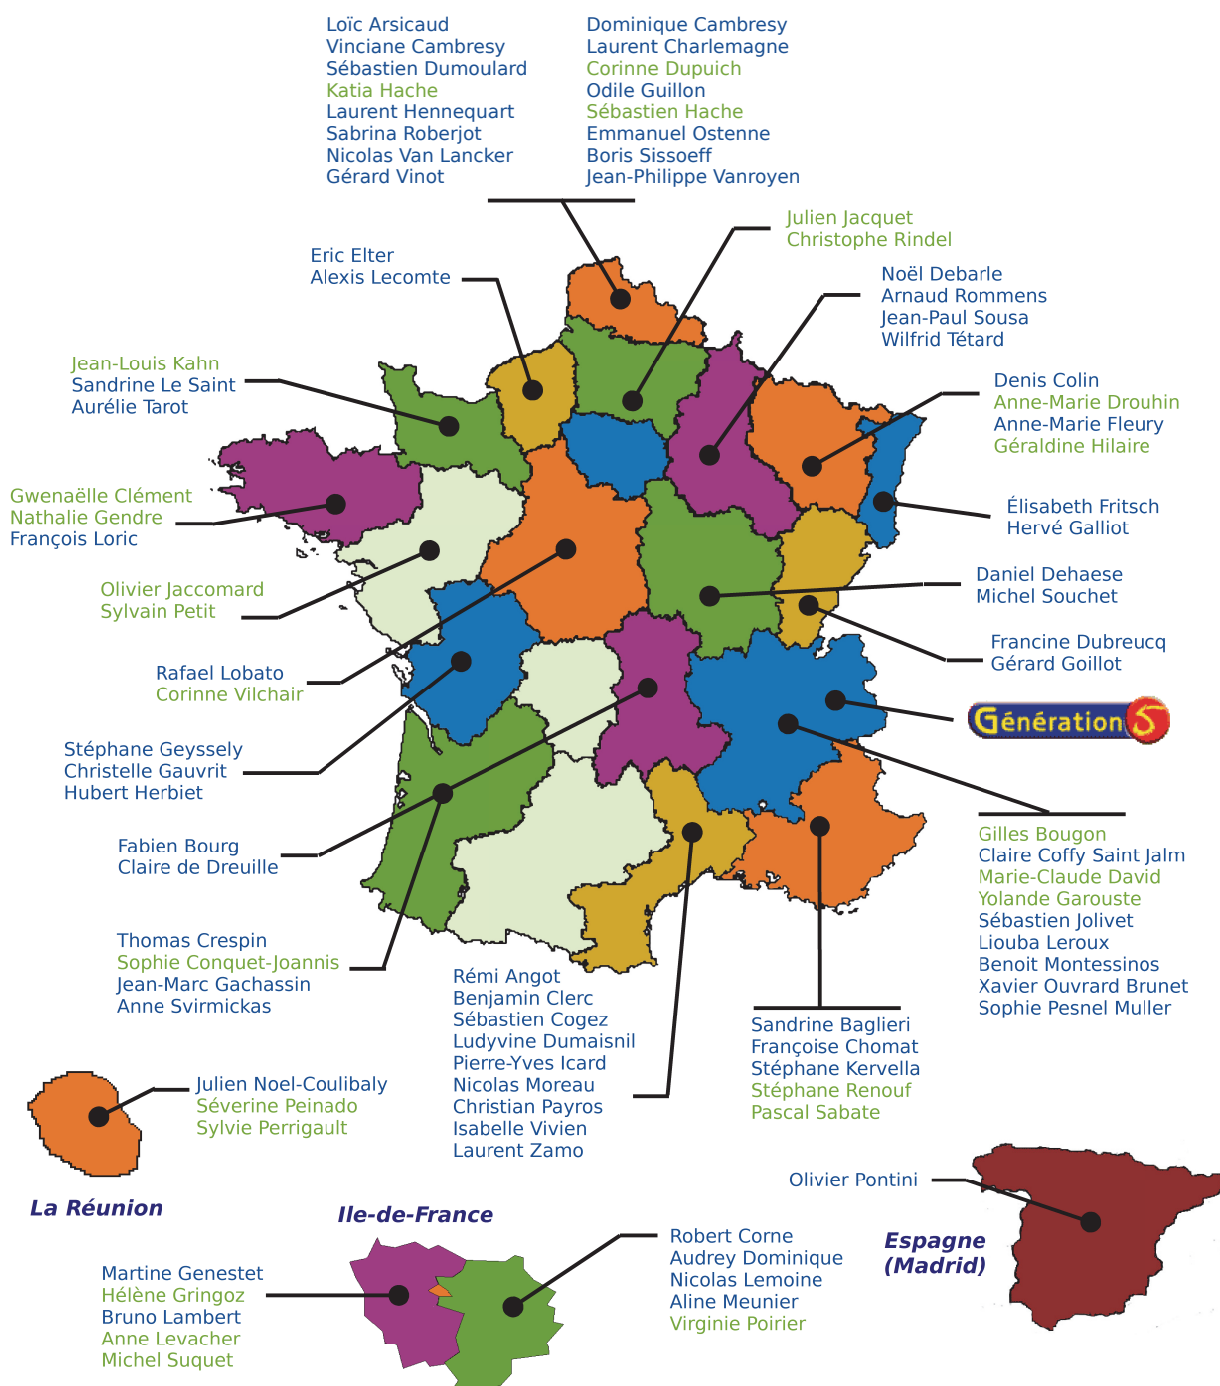 Loïc Arsicaud
Vinciane Cambresy
Sébastien Dumoulard
Katia Hache
Laurent Hennequart
Sabrina Roberjot
Nicolas Van Lancker
Gérard Vinot
Dominique Cambresy
Laurent Charlemagne
Corinne Dupuich
Odile Guillon
Sébastien Hache
Emmanuel Ostenne
Boris Sissoeff
Jean-Philippe Vanroyen
Julien Jacquet
Christophe Rindel
Eric Elter
Alexis Lecomte
Noël Debarle
Arnaud Rommens
Jean-Paul Sousa
Wilfrid Tétard
Jean-Louis Kahn
Sandrine Le Saint
Aurélie Tarot
Denis Colin
Anne-Marie Drouhin
Anne-Marie Fleury
Géraldine Hilaire
Gwenaëlle Clément
Nathalie Gendre
François Loric
Élisabeth Fritsch
Hervé Galliot
Olivier Jaccomard
Sylvain Petit
Daniel Dehaese
Michel Souchet
Francine Dubreucq
Gérard Goillot
Rafael Lobato
Corinne Vilchair
Génération 5
Stéphane Geyssely
Christelle Gauvrit
Hubert Herbiet
Fabien Bourg
Claire de Dreuille
Gilles Bougon
Claire Coffy Saint Jalm
Marie-Claude David
Yolande Garouste
Sébastien Jolivet
Liouba Leroux
Benoit Montessinos
Xavier Ouvrard Brunet
Sophie Pesnel Muller
Thomas Crespin
Sophie Conquet-Joannis
Jean-Marc Gachassin
Anne Svirmickas
Rémi Angot
Benjamin Clerc
Sébastien Cogez
Ludyvine Dumaisnil
Pierre-Yves Icard
Nicolas Moreau
Christian Payros
Isabelle Vivien
Laurent Zamo
Sandrine Baglieri
Françoise Chomat
Stéphane Kervella
Stéphane Renouf
Pascal Sabate
Julien Noel-Coulibaly
Séverine Peinado
Sylvie Perrigault
La Réunion
Olivier Pontini
Espagne
(Madrid)
Ile-de-France
Martine Genestet
Hélène Gringoz
Bruno Lambert
Anne Levacher
Michel Suquet
Robert Corne
Audrey Dominique
Nicolas Lemoine
Aline Meunier
Virginie Poirier